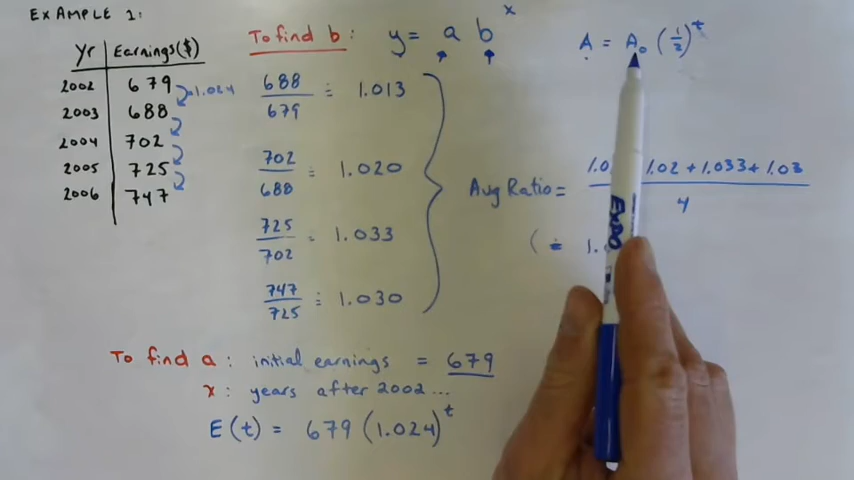 EXAMPLE 1:
Yr Earnings($)
2002 679
2003 688
2004 702
2005 725
2006 747
×1.024
To find b: y = a b^x
688/679 ≐ 1.013
702/688 ≐ 1.020
725/702 ≐ 1.033
747/725 ≐ 1.030
A = A₀ (1/2)^t
Avg Ratio = 1.0 1.02 + 1.033 + 1.03 / 4
( ≐ 1.
To find a: initial earnings = 679
x: years after 2002...
E(t) = 679 (1.024)^t
EXPO